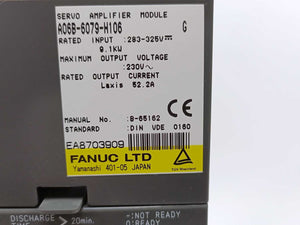 SERVO AMPLIFIER MODULE
A06B-6079-H106 G
RATED INPUT :283-325V
9.1KW
MAXIMUM OUTPUT VOLTAGE
:230V~
RATED OUTPUT CURRENT
Laxis 52.2A
MANUAL No. :B-65162
STANDARD :DIN VDE 0160
EA8703909
FANUC LTD
Yamanashi 401-05 JAPAN
DISCHARGE
TIME > 20min.
-:NOT READY
0:READY